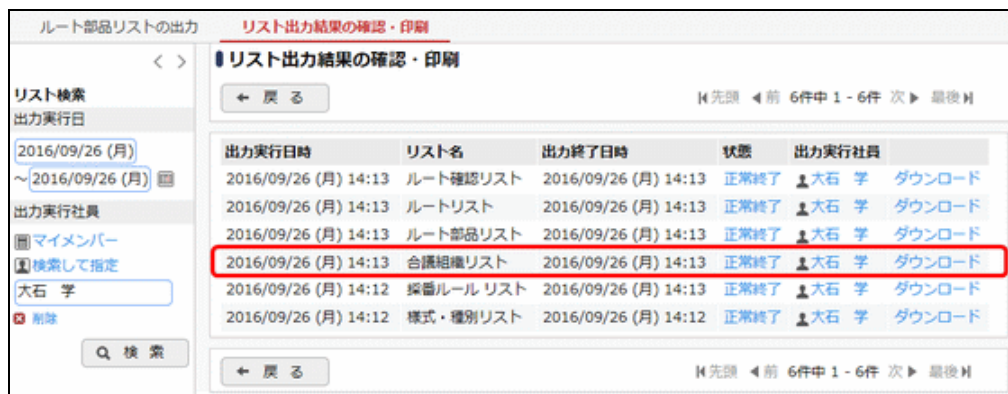 ルート部品リストの出力 リスト出力結果の確認・印刷
リスト検索
出力実行日
2016/09/26 (月)
～2016/09/26 (月)
出力実行社員
マイメンバー
検索して指定
大石 学
削除
検 索
リスト出力結果の確認・印刷
戻 る 先頭 前 6件中 1 - 6件 次 最後
出力実行日時 リスト名 出力終了日時 状態 出力実行社員
2016/09/26 (月) 14:13 ルート確認リスト 2016/09/26 (月) 14:13 正常終了 大石 学 ダウンロード
2016/09/26 (月) 14:13 ルートリスト 2016/09/26 (月) 14:13 正常終了 大石 学 ダウンロード
2016/09/26 (月) 14:13 ルート部品リスト 2016/09/26 (月) 14:13 正常終了 大石 学 ダウンロード
2016/09/26 (月) 14:13 合議組織リスト 2016/09/26 (月) 14:13 正常終了 大石 学 ダウンロード
2016/09/26 (月) 14:12 採番ルール リスト 2016/09/26 (月) 14:13 正常終了 大石 学 ダウンロード
2016/09/26 (月) 14:12 様式・種別リスト 2016/09/26 (月) 14:12 正常終了 大石 学 ダウンロード
戻 る 先頭 前 6件中 1 - 6件 次 最後